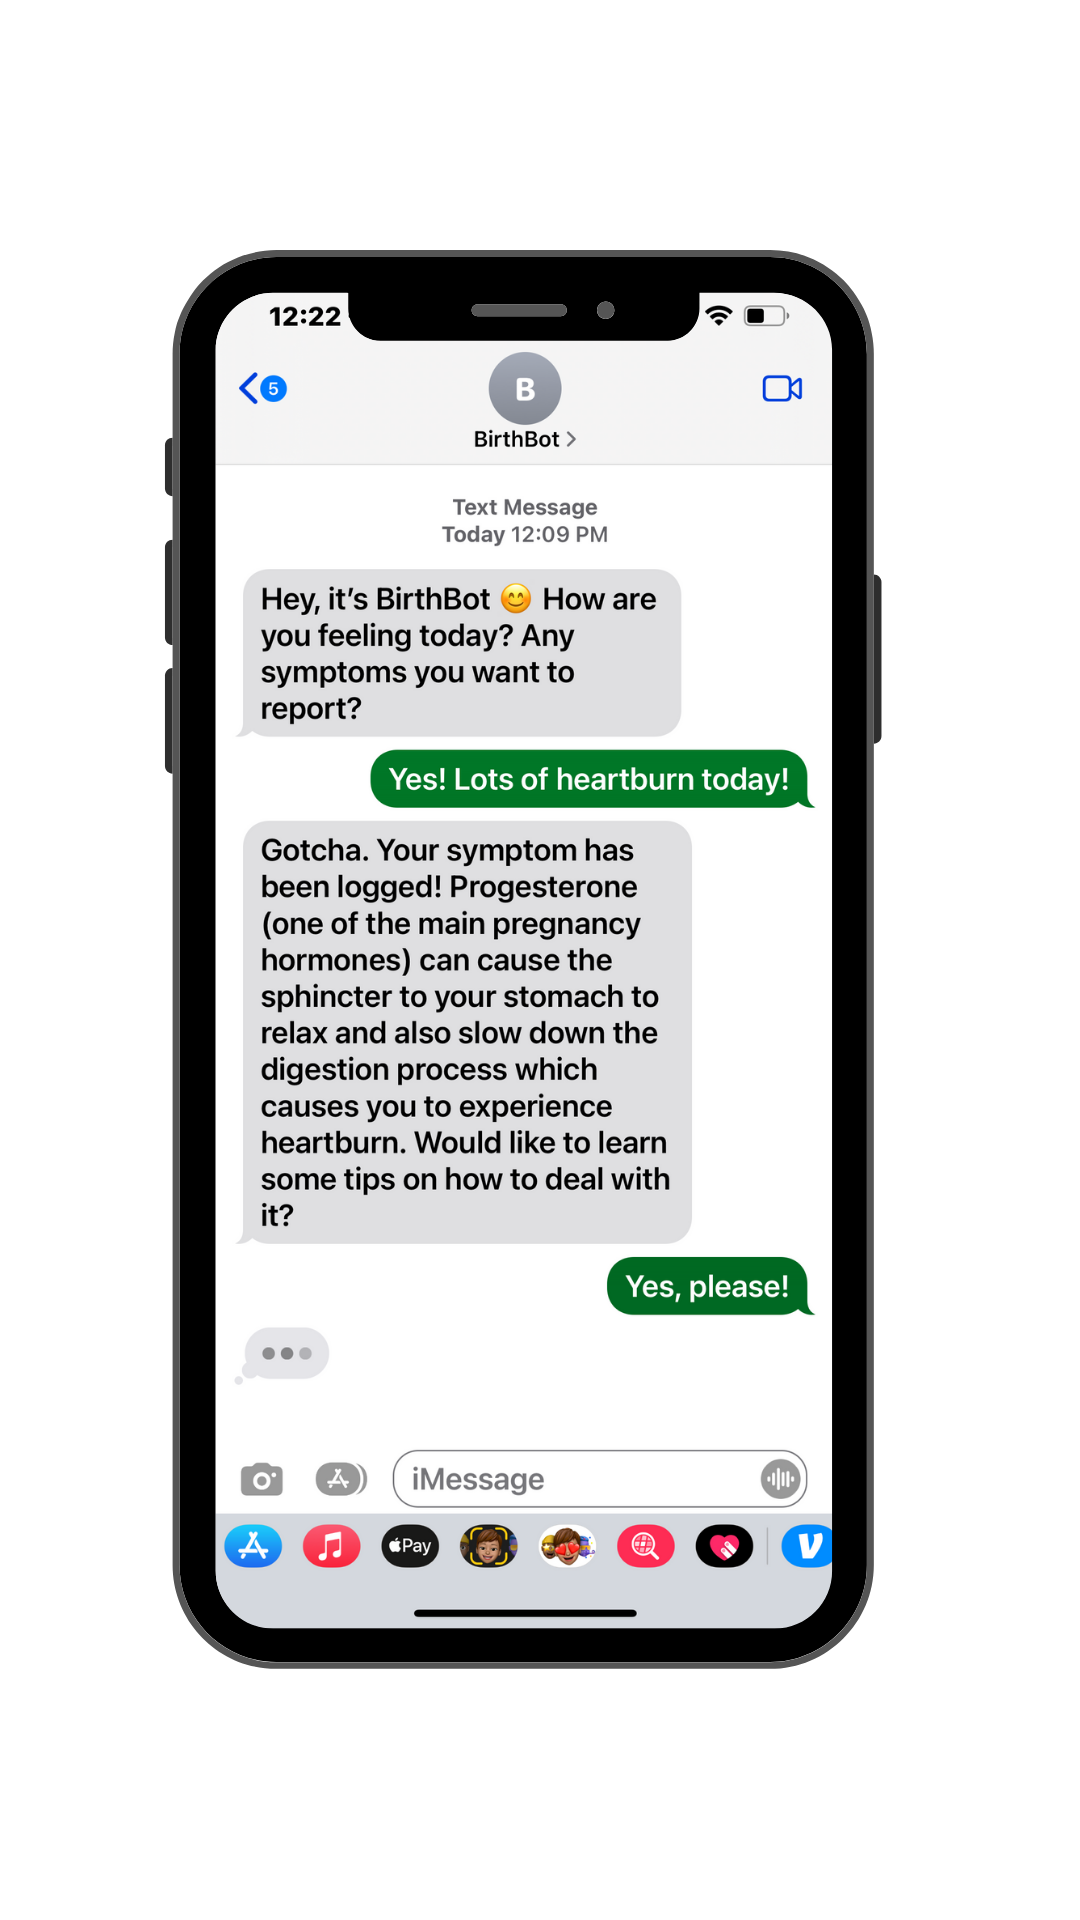 12:22
5
B
BirthBot
Text Message
Today 12:09 PM
Hey, it’s BirthBot 😊 How are
you feeling today? Any
symptoms you want to
report?
Yes! Lots of heartburn today!
Gotcha. Your symptom has
been logged! Progesterone
(one of the main pregnancy
hormones) can cause the
sphincter to your stomach to
relax and also slow down the
digestion process which
causes you to experience
heartburn. Would like to learn
some tips on how to deal with
it?
Yes, please!
iMessage
Pay